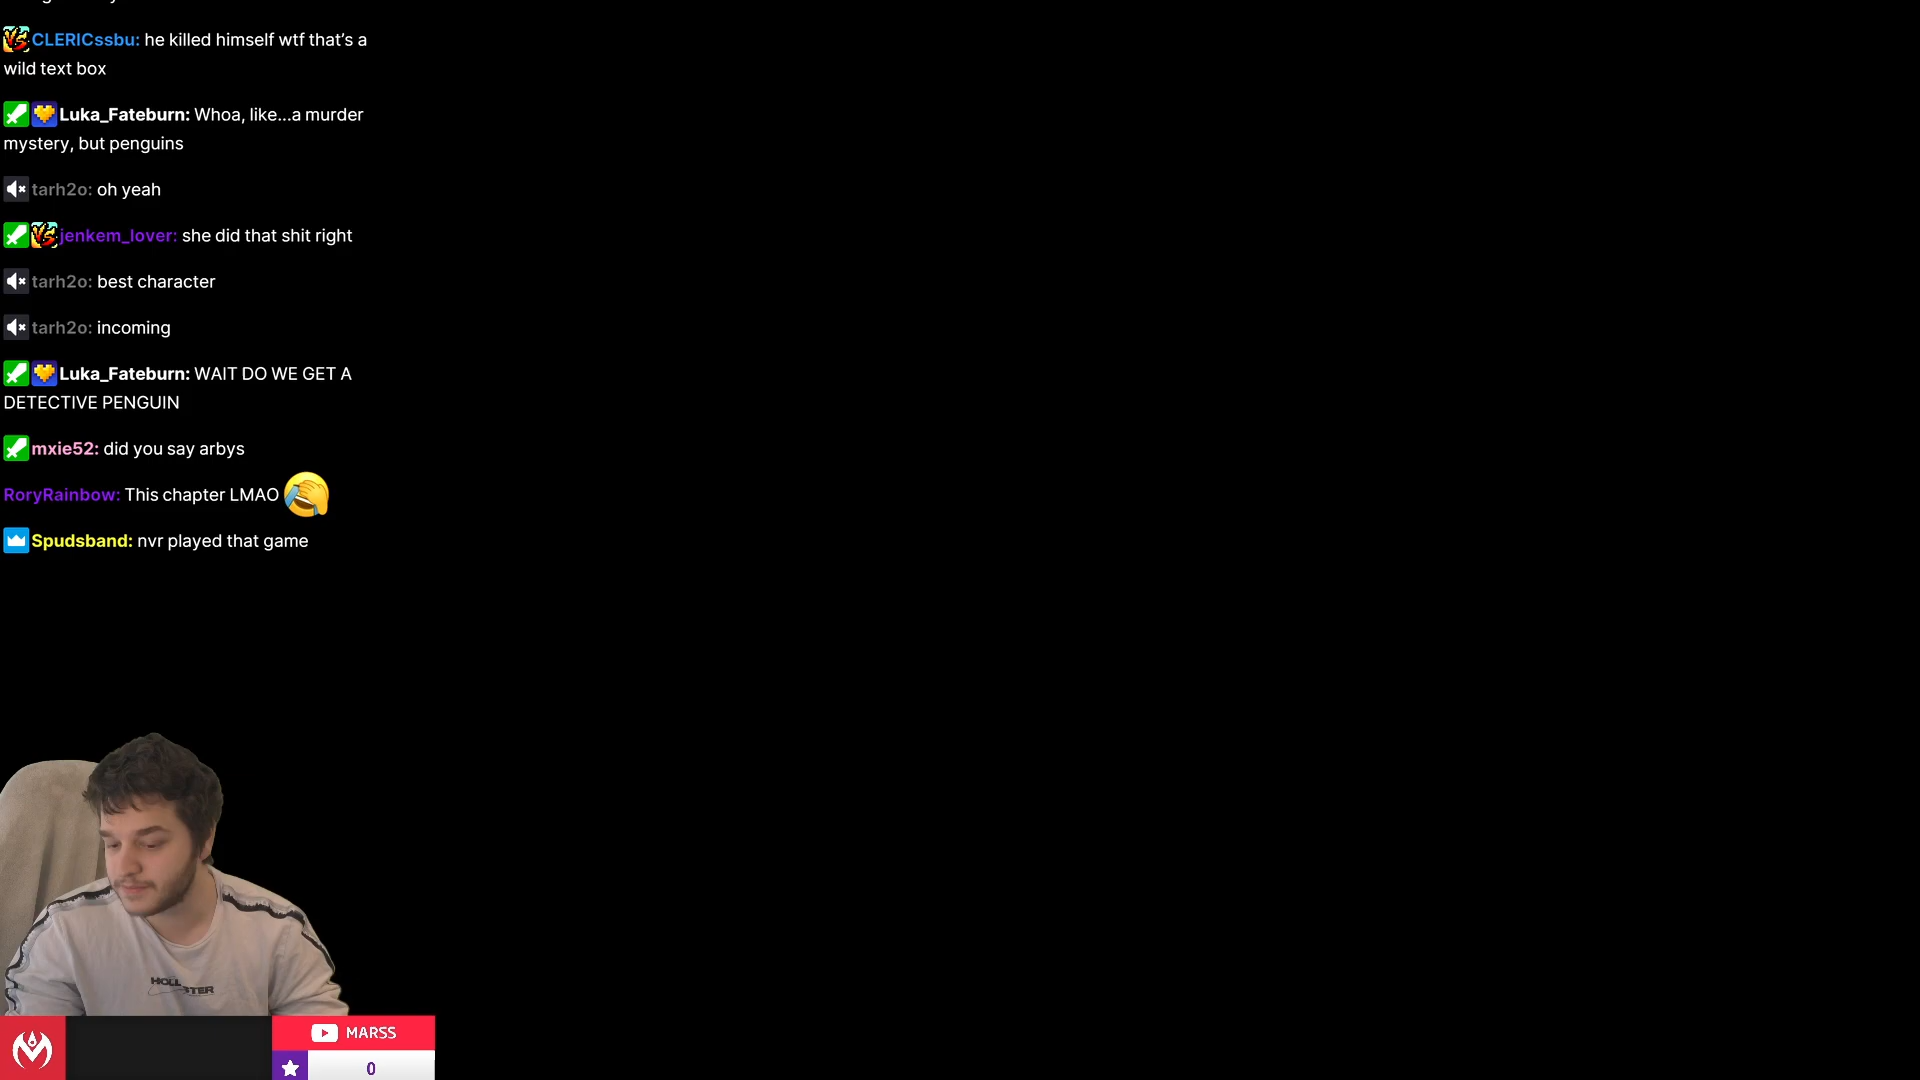 CLERICssbu: he killed himself wtf that's a
wild text box
Luka_Fateburn: Whoa, like...a murder
mystery, but penguins
tarh2o: oh yeah
jenkem_lover: she did that shit right
tarh2o: best character
tarh2o: incoming
Luka_Fateburn: WAIT DO WE GET A
DETECTIVE PENGUIN
mxie52: did you say arbys
RoryRainbow: This chapter LMAO
Spudsband: nvr played that game
MARSS
0